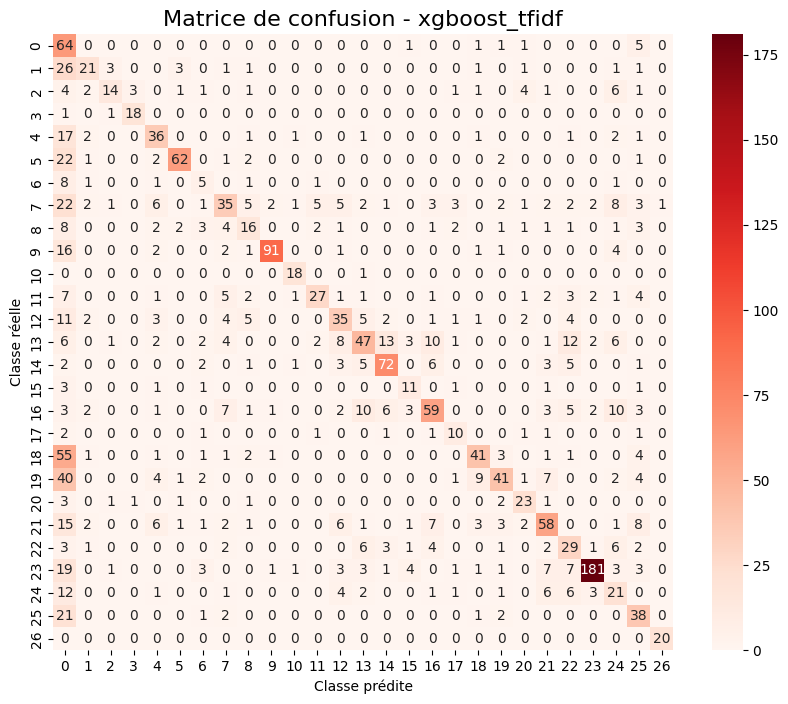 Matrice de confusion - xgboost_tfidf
0 64 0 0 0 0 0 0 0 0 0 0 0 0 0 0 1 0 0 1 1 1 0 0 0 0 5 0
1 26 21 3 0 0 3 0 1 1 0 0 0 0 0 0 0 0 0 1 0 1 0 0 0 1 1 0
2 4 2 14 3 0 1 1 0 1 0 0 0 0 0 0 0 0 1 1 0 4 1 0 0 6 1 0
3 1 0 1 18 0 0 0 0 0 0 0 0 0 0 0 0 0 0 0 0 0 0 0 0 0 0 0
4 17 2 0 0 36 0 0 0 1 0 1 0 0 1 0 0 0 0 1 0 0 0 1 0 2 1 0
5 22 1 0 0 2 62 0 1 2 0 0 0 0 0 0 0 0 0 0 2 0 0 0 0 0 1 0
6 8 1 0 0 1 0 5 0 1 0 0 1 0 0 0 0 0 0 0 0 0 0 0 0 1 0 0
7 22 2 1 0 6 0 1 35 5 2 1 5 5 2 1 0 3 3 0 2 1 2 2 2 8 3 1
8 8 0 0 0 2 2 3 4 16 0 0 2 1 0 0 0 1 2 0 1 1 1 1 0 1 3 0
9 16 0 0 0 2 0 0 2 1 91 0 0 1 0 0 0 0 0 1 1 0 0 0 0 4 0 0
10 0 0 0 0 0 0 0 0 0 0 18 0 0 1 0 0 0 0 0 0 0 0 0 0 0 0 0
11 7 0 0 0 1 0 0 5 2 0 1 27 1 1 0 0 1 0 0 0 1 2 3 2 1 4 0
12 11 2 0 0 3 0 0 4 5 0 0 0 35 5 2 0 1 1 1 0 2 0 4 0 0 0 0
13 6 0 1 0 2 0 2 4 0 0 0 2 8 47 13 3 10 1 0 0 0 1 12 2 6 0 0
14 2 0 0 0 0 0 2 0 1 0 1 0 3 5 72 0 6 0 0 0 0 3 5 0 0 1 0
15 3 0 0 0 1 0 1 0 0 0 0 0 0 0 0 11 0 1 0 0 0 1 0 0 0 1 0
16 3 2 0 0 1 0 0 7 1 1 0 0 2 10 6 3 59 0 0 0 0 3 5 2 10 3 0
17 2 0 0 0 0 0 1 0 0 0 0 1 0 0 1 0 1 10 0 0 1 1 0 0 0 1 0
18 55 1 0 0 1 0 1 1 2 1 0 0 0 0 0 0 0 0 41 3 0 1 1 0 0 4 0
19 40 0 0 0 4 1 2 0 0 0 0 0 0 0 0 0 0 1 9 41 1 7 0 0 2 4 0
20 3 0 1 1 0 1 0 0 1 0 0 0 0 0 0 0 0 0 0 2 23 1 0 0 0 0 0
21 15 2 0 0 6 1 1 2 1 0 0 0 6 1 0 1 7 0 3 3 2 58 0 0 1 8 0
22 3 1 0 0 0 0 0 2 0 0 0 0 0 6 3 1 4 0 0 1 0 2 29 1 6 2 0
23 19 0 1 0 0 0 3 0 0 1 1 0 3 3 1 4 0 1 1 1 0 7 7 181 3 3 0
24 12 0 0 0 1 0 0 1 0 0 0 0 4 2 0 0 1 1 0 1 0 6 6 3 21 0 0
25 21 0 0 0 0 1 2 0 0 0 0 0 0 0 0 0 0 0 1 2 0 0 0 0 0 38 0
26 0 0 0 0 0 0 0 0 0 0 0 0 0 0 0 0 0 0 0 0 0 0 0 0 0 0 20
0 1 2 3 4 5 6 7 8 9 10 11 12 13 14 15 16 17 18 19 20 21 22 23 24 25 26
Classe prédite
Classe réelle
175
150
125
100
75
50
25
0